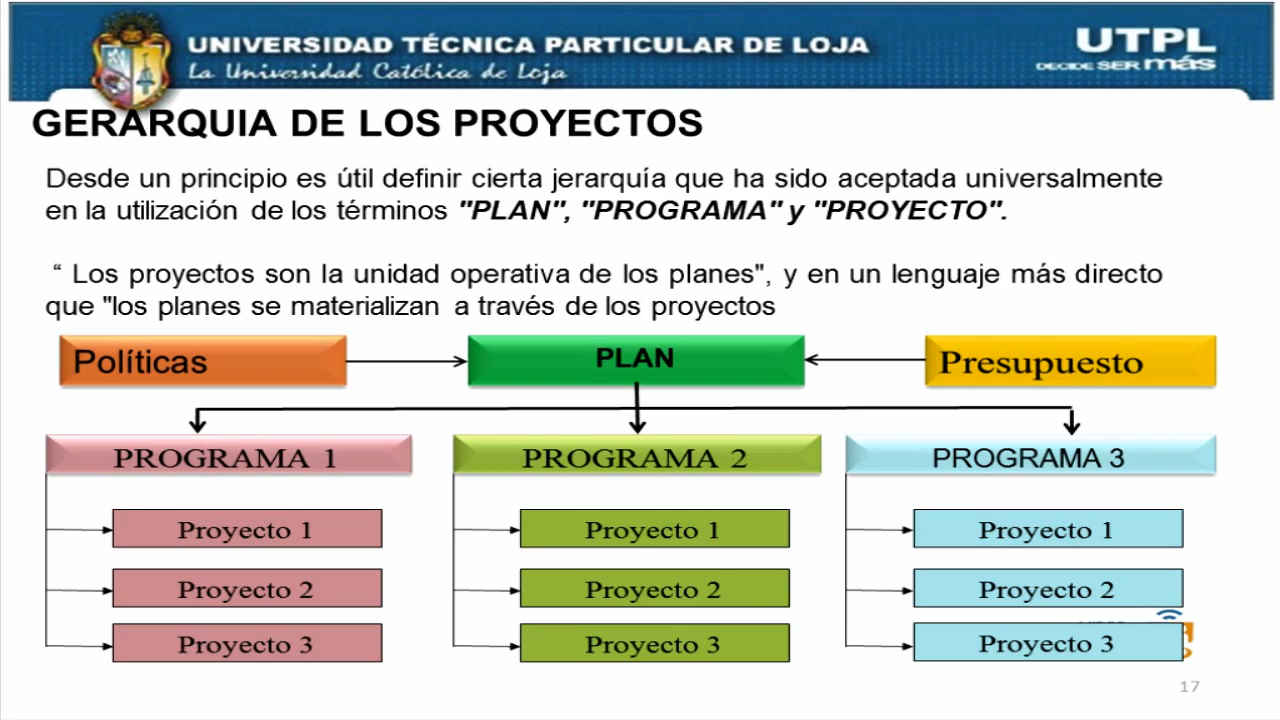 UNIVERSIDAD TÉCNICA PARTICULAR DE LOJA
La Universidad Católica de Loja
UTPL
DECIDE SER más
GERARQUIA DE LOS PROYECTOS
Desde un principio es útil definir cierta jerarquía que ha sido aceptada universalmente
en la utilización de los términos "PLAN", "PROGRAMA" y "PROYECTO".
“ Los proyectos son la unidad operativa de los planes", y en un lenguaje más directo
que "los planes se materializan a través de los proyectos
Políticas
PLAN
Presupuesto
PROGRAMA 1
PROGRAMA 2
PROGRAMA 3
Proyecto 1
Proyecto 1
Proyecto 1
Proyecto 2
Proyecto 2
Proyecto 2
Proyecto 3
Proyecto 3
Proyecto 3
17